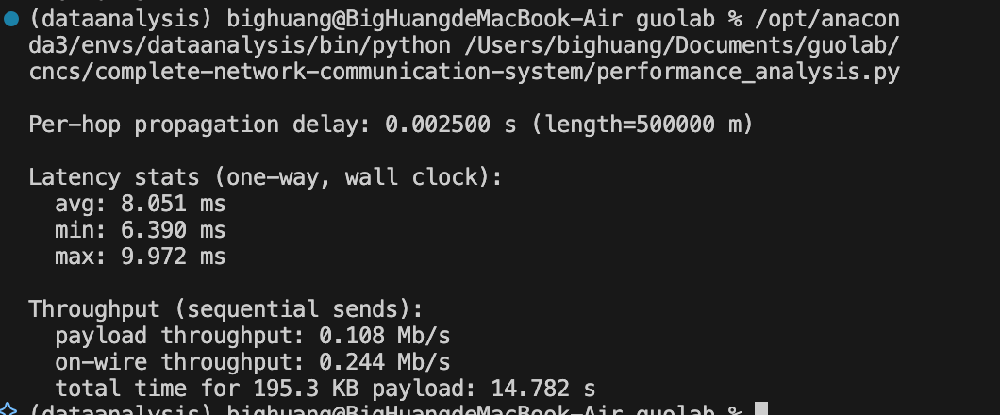 (dataanalysis) bighuang@BigHuangdeMacBook-Air guolab % /opt/anacon
da3/envs/dataanalysis/bin/python /Users/bighuang/Documents/guolab/
cncs/complete-network-communication-system/performance_analysis.py
Per-hop propagation delay: 0.002500 s (length=500000 m)
Latency stats (one-way, wall clock):
avg: 8.051 ms
min: 6.390 ms
max: 9.972 ms
Throughput (sequential sends):
payload throughput: 0.108 Mb/s
on-wire throughput: 0.244 Mb/s
total time for 195.3 KB payload: 14.782 s
(dataanalysis) bighuang@BigHuangdeMacBook-Air guolab %